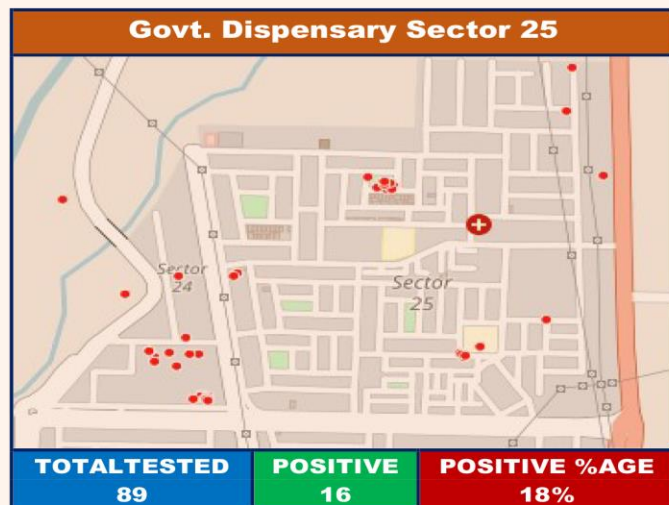 Govt. Dispensary Sector 25
Sector
24
Sector
25
TOTALTESTED
89
POSITIVE
16
POSITIVE %AGE
18%